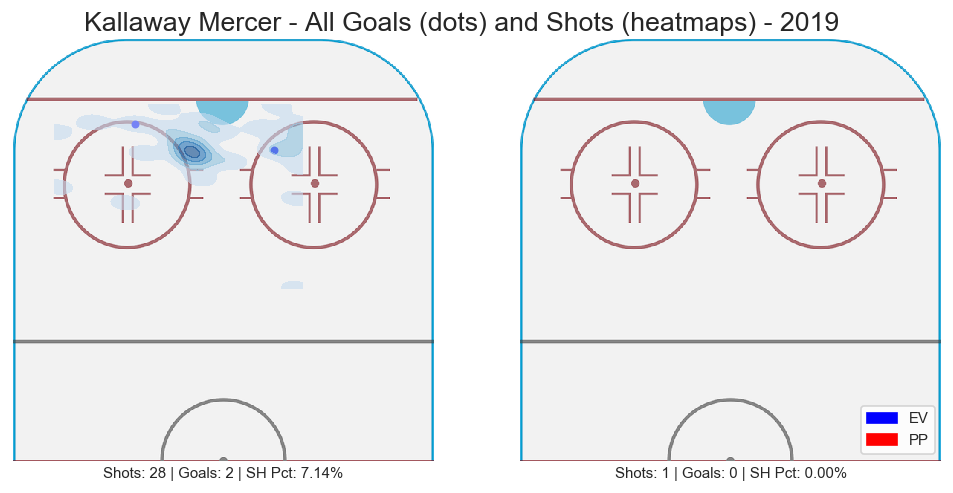 Kallaway Mercer - All Goals (dots) and Shots (heatmaps) - 2019
EV
PP
Shots: 28 | Goals: 2 | SH Pct: 7.14%
Shots: 1 | Goals: 0 | SH Pct: 0.00%